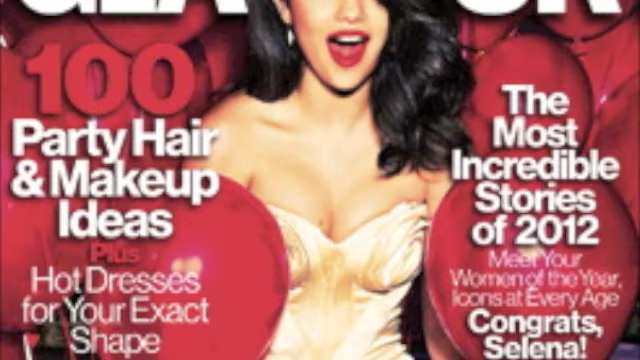 GLAMOUR
100
Party Hair
& Makeup
Ideas
Plus
Hot Dresses
for Your Exact
Shape
The
Most
Incredible
Stories
of 2012
Meet Your
Women of the Year,
Icons at Every Age
Congrats,
Selena!